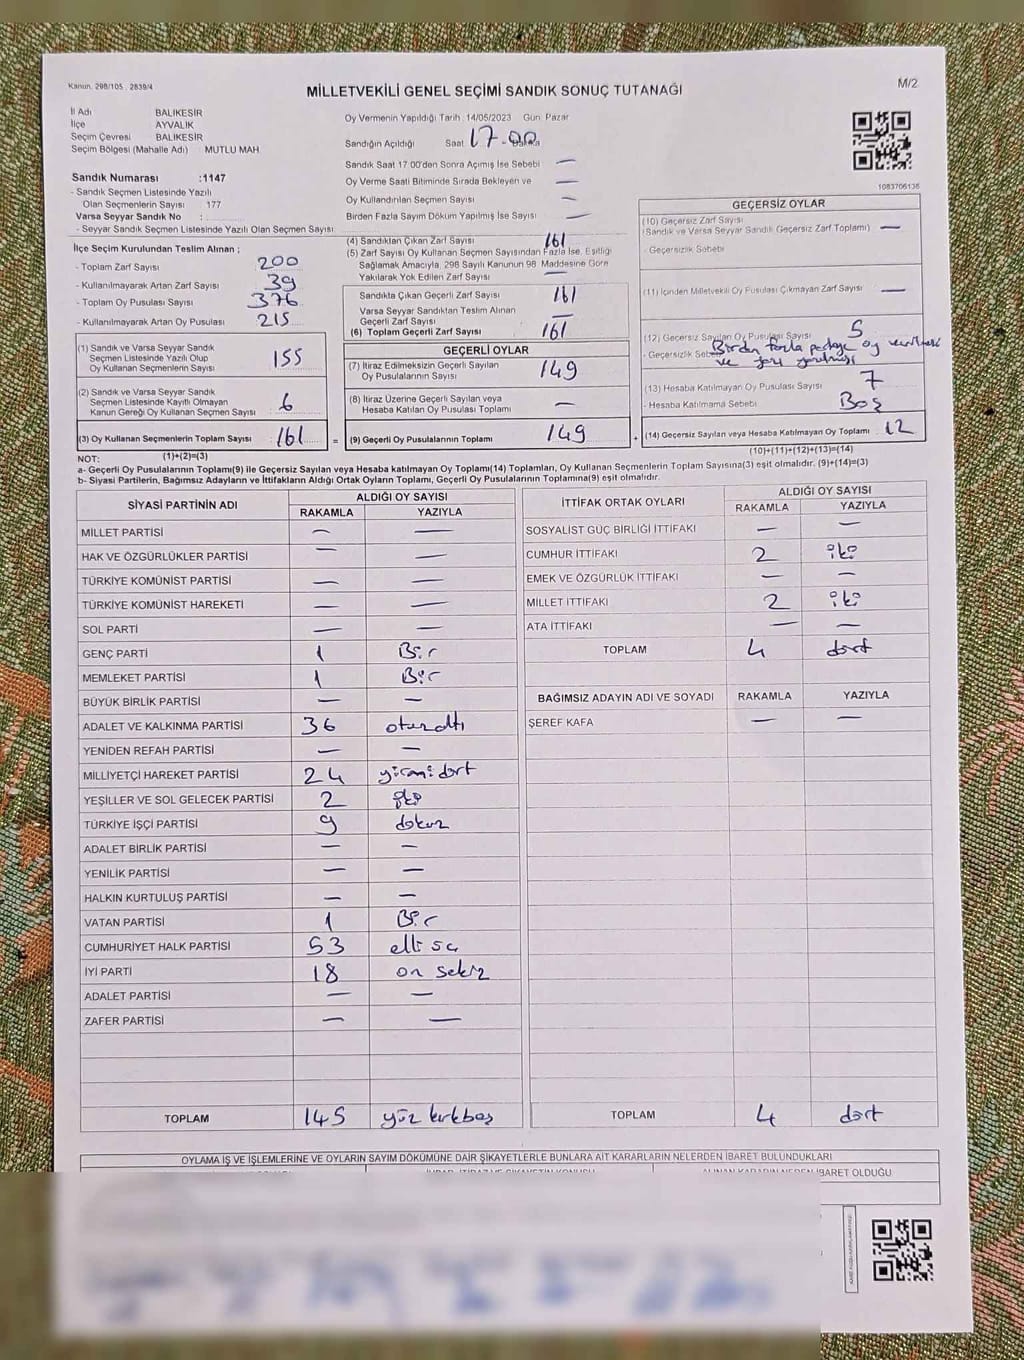 Kanun. 298/105 , 2839/4
MİLLETVEKİLİ GENEL SEÇİMİ SANDIK SONUÇ TUTANAĞI
M/2
İl Adı BALIKESİR
İlçe AYVALIK
Seçim Çevresi BALIKESİR
Seçim Bölgesi (Mahalle Adı) MUTLU MAH.
Oy Vermenin Yapıldığı Tarih : 14/05/2023 Gün: Pazar
Sandığın Açıldığı Saat 17-00
Sandık Saat 17.00'den Sonra Açımış İse Sebebi —
Oy Verme Saati Bitiminde Sırada Bekleyen ve —
Oy Kullandırılan Seçmen Sayısı —
Birden Fazla Sayım Döküm Yapılmış İse Sayısı —
Sandık Numarası :1147
- Sandık Seçmen Listesinde Yazılı
Olan Seçmenlerin Sayısı 177
Varsa Seyyar Sandık No :
- Seyyar Sandık Seçmen Listesinde Yazılı Olan Seçmen Sayısı
İlçe Seçim Kurulundan Teslim Alınan ;
- Toplam Zarf Sayısı 200
- Kullanılmayarak Artan Zarf Sayısı 39
- Toplam Oy Pusulası Sayısı 376
- Kullanılmayarak Artan Oy Pusulası 215
(1) Sandık ve Varsa Seyyar Sandık
Seçmen Listesinde Yazılı Olup
Oy Kullanan Seçmenlerin Sayısı 155
(2) Sandık ve Varsa Seyyar Sandık
Seçmen Listesinde Kayıtlı Olmayan
Kanun Gereği Oy Kullanan Seçmen Sayısı 6
(3) Oy Kullanan Seçmenlerin Toplam Sayısı 161 =
(4) Sandıktan Çıkan Zarf Sayısı 161
(5) Zarf Sayısı Oy Kullanan Seçmen Sayısından Fazla İse, Eşitliği
Sağlamak Amacıyla, 298 Sayılı Kanunun 98. Maddesine Göre
Yakılarak Yok Edilen Zarf Sayısı —
Sandıkta Çıkan Geçerli Zarf Sayısı 161
Varsa Seyyar Sandıktan Teslim Alınan
Geçerli Zarf Sayısı —
(6) Toplam Geçerli Zarf Sayısı 161
GEÇERLİ OYLAR
(7) İtiraz Edilmeksizin Geçerli Sayılan
Oy Pusulalarının Sayısı 149
(8) İtiraz Üzerine Geçerli Sayılan veya
Hesaba Katılan Oy Pusulası Toplamı —
(9) Geçerli Oy Pusulalarının Toplamı 149 +
1083706136
GEÇERSİZ OYLAR
(10) Geçersiz Zarf Sayısı
(Sandık ve Varsa Seyyar Sandık Geçersiz Zarf Toplamı) —
- Geçersizlik Sebebi
(11) İçinden Milletvekili Oy Pusulası Çıkmayan Zarf Sayısı —
(12) Geçersiz Sayılan Oy Pusulası Sayısı 5
- Geçersizlik Birden fazla oy
ve
(13) Hesaba Katılmayan Oy Pusulası Sayısı 7
- Hesaba Katılmama Sebebi Boş
(14) Geçersiz Sayılan veya Hesaba Katılmayan Oy Toplamı 12
NOT: (1)+(2)=(3)
(10)+(11)+(12)+(13)=(14)
a- Geçerli Oy Pusulalarının Toplamı(9) ile Geçersiz Sayılan veya Hesaba katılmayan Oy Toplamı(14) Toplamları, Oy Kullanan Seçmenlerin Toplam Sayısına(3) eşit olmalıdır. (9)+(14)=(3)
b- Siyasi Partilerin, Bağımsız Adayların ve İttifakların Aldığı Ortak Oyların Toplamı, Geçerli Oy Pusulalarının Toplamına(9) eşit olmalıdır.
SİYASİ PARTİNİN ADI ALDIĞI OY SAYISI
RAKAMLA YAZIYLA
MİLLET PARTİSİ — —
HAK VE ÖZGÜRLÜKLER PARTİSİ — —
TÜRKİYE KOMÜNİST PARTİSİ — —
TÜRKİYE KOMÜNİST HAREKETİ — —
SOL PARTİ — —
GENÇ PARTİ 1 Bir
MEMLEKET PARTİSİ 1 Bir
BÜYÜK BİRLİK PARTİSİ — —
ADALET VE KALKINMA PARTİSİ 36 otuzaltı
YENİDEN REFAH PARTİSİ — —
MİLLİYETÇİ HAREKET PARTİSİ 24 yirmidört
YEŞİLLER VE SOL GELECEK PARTİSİ 2 iki
TÜRKİYE İŞÇİ PARTİSİ 9 dokuz
ADALET BİRLİK PARTİSİ — —
YENİLİK PARTİSİ — —
HALKIN KURTULUŞ PARTİSİ — —
VATAN PARTİSİ 1 Bir
CUMHURİYET HALK PARTİSİ 53 elli
İYİ PARTİ 18 on sekiz
ADALET PARTİSİ — —
ZAFER PARTİSİ — —
TOPLAM 145 yüz kırkbeş
İTTİFAK ORTAK OYLARI ALDIĞI OY SAYISI
RAKAMLA YAZIYLA
SOSYALİST GÜÇ BİRLİĞİ İTTİFAKI — —
CUMHUR İTTİFAKI 2 iki
EMEK VE ÖZGÜRLÜK İTTİFAKI — —
MİLLET İTTİFAKI 2 iki
ATA İTTİFAKI — —
TOPLAM 4 dört
BAĞIMSIZ ADAYIN ADI VE SOYADI RAKAMLA YAZIYLA
ŞEREF KAFA — —
TOPLAM 4 dört
OYLAMA İŞ VE İŞLEMLERİNE VE OYLARIN SAYIM DÖKÜMÜNE DAİR ŞİKAYETLERLE BUNLARA AİT KARARLARIN NELERDEN İBARET BULUNDUKLARI
İHBAR, İTİRAZ VE ŞİKAYETİN KONUSU ALINAN KARARIN NEDEN İBARET OLDUĞU